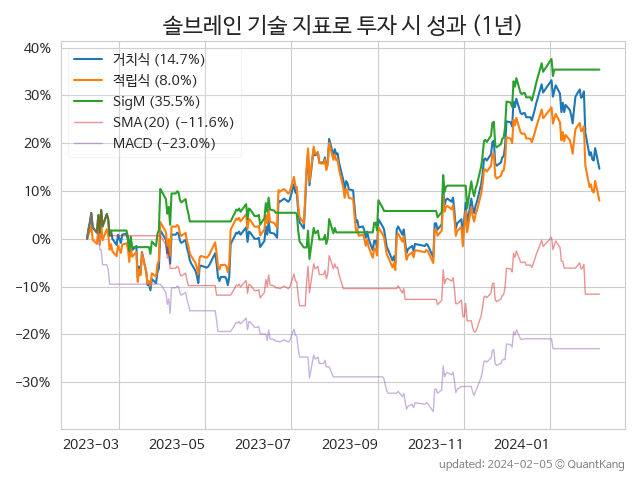 솔브레인 기술 지표로 투자 시 성과 (1년)
거치식 (14.7%)
적립식 (8.0%)
SigM (35.5%)
SMA(20) (−11.6%)
MACD (−23.0%)
40%
30%
20%
10%
0%
−10%
−20%
−30%
2023-03 2023-05 2023-07 2023-09 2023-11 2024-01
updated: 2024-02-05 © QuantKang